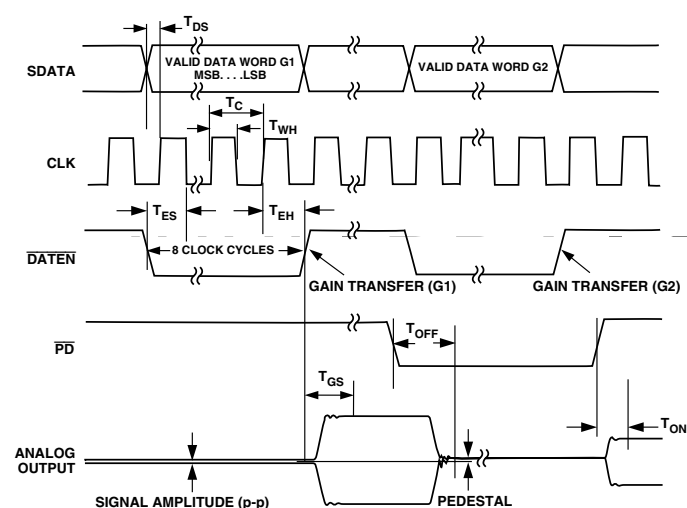 TDS
SDATA
VALID DATA WORD G1
MSB. . . .LSB
VALID DATA WORD G2
TC
TWH
CLK
TES
TEH
DATEN
8 CLOCK CYCLES
GAIN TRANSFER (G1)
GAIN TRANSFER (G2)
PD
TOFF
TGS
TON
ANALOG
OUTPUT
SIGNAL AMPLITUDE (p-p)
PEDESTAL